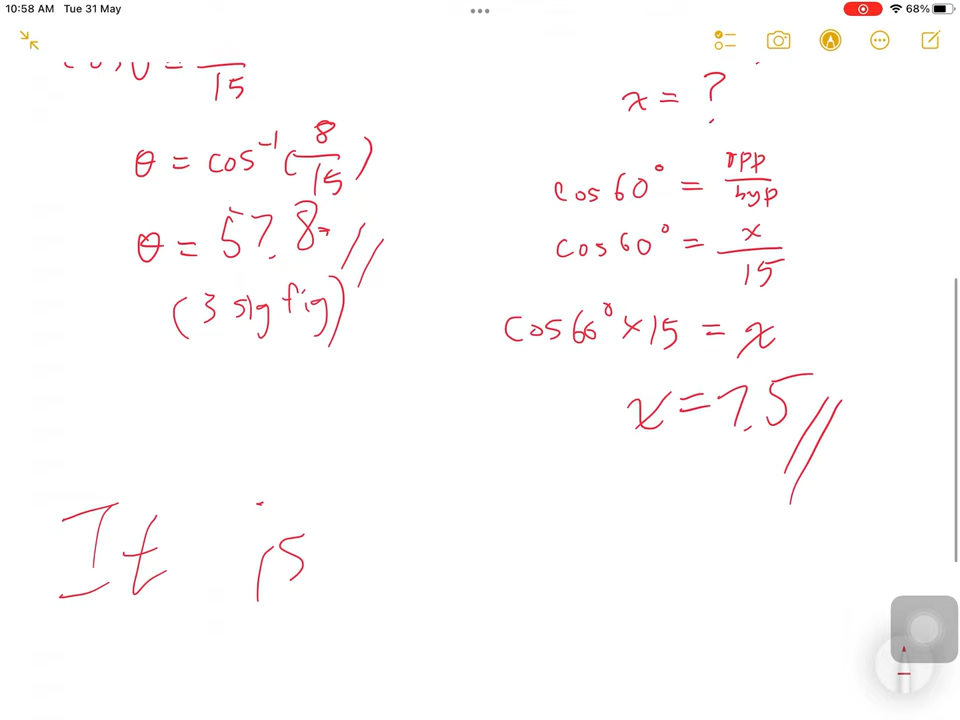 10:58 AM Tue 31 May
68%
15
θ = cos⁻¹(8/15)
θ = 57.8
(3 sig fig)
x = ?
cos 60° = opp/hyp
cos 60° = x/15
cos 60° × 15 = x
x = 7.5
It is